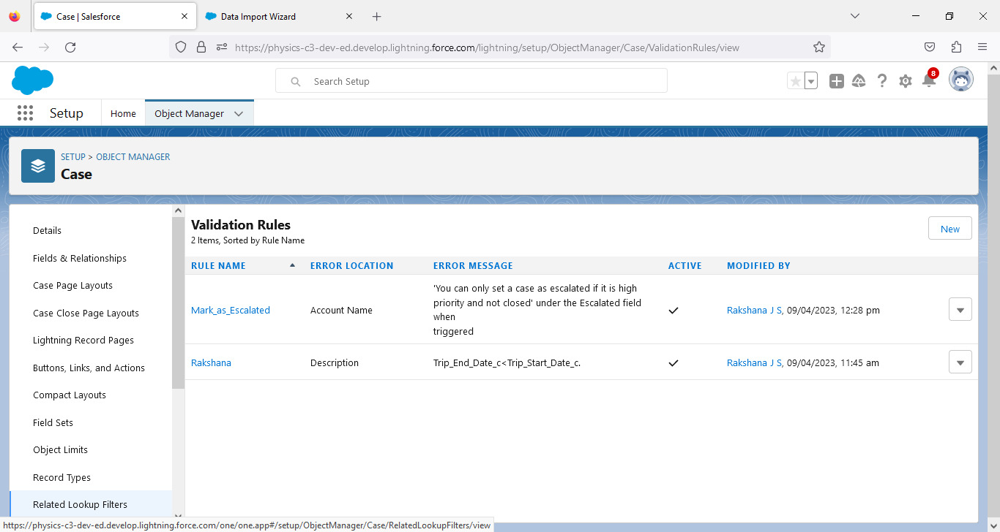 Case | Salesforce
Data Import Wizard
https://physics-c3-dev-ed.develop.lightning.force.com/lightning/setup/ObjectManager/Case/ValidationRules/view
Search Setup
8
Setup
Home
Object Manager
SETUP > OBJECT MANAGER
Case
Details
Fields & Relationships
Case Page Layouts
Case Close Page Layouts
Lightning Record Pages
Buttons, Links, and Actions
Compact Layouts
Field Sets
Object Limits
Record Types
Related Lookup Filters
Validation Rules
2 Items, Sorted by Rule Name
New
RULE NAME ERROR LOCATION ERROR MESSAGE ACTIVE MODIFIED BY
Mark_as_Escalated Account Name 'You can only set a case as escalated if it is high
priority and not closed' under the Escalated field
when
triggered
Rakshana J S, 09/04/2023, 12:28 pm
Rakshana Description Trip_End_Date_c<Trip_Start_Date_c. Rakshana J S, 09/04/2023, 11:45 am
https://physics-c3-dev-ed.develop.lightning.force.com/one/one.app#/setup/ObjectManager/Case/RelatedLookupFilters/view